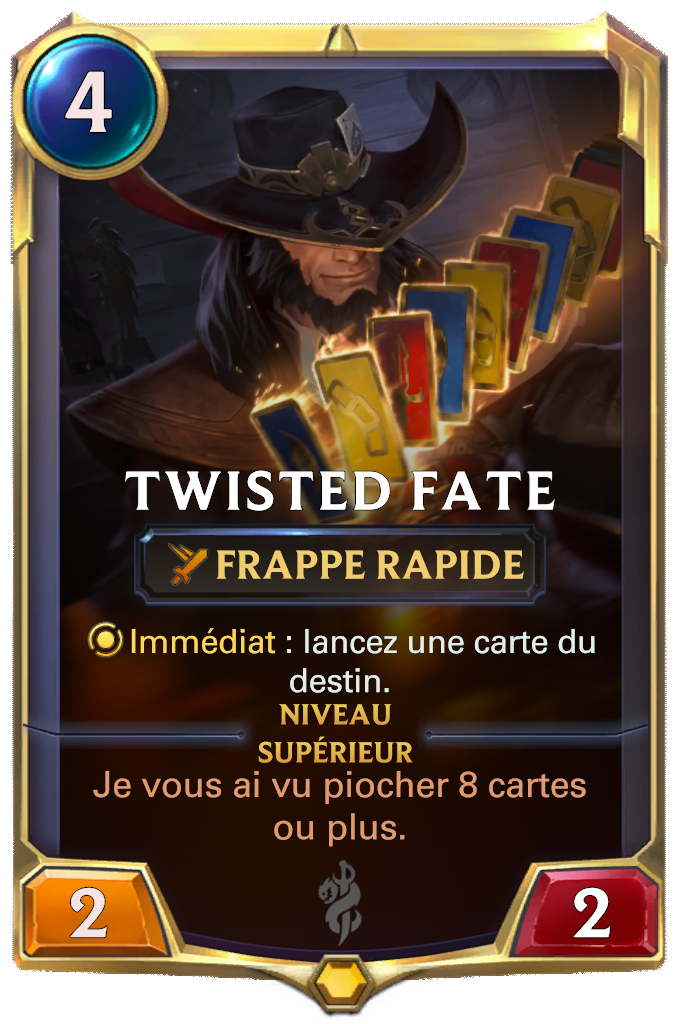 4
TWISTED FATE
FRAPPE RAPIDE
Immédiat : lancez une carte du
destin.
NIVEAU
SUPÉRIEUR
Je vous ai vu piocher 8 cartes
ou plus.
2
2